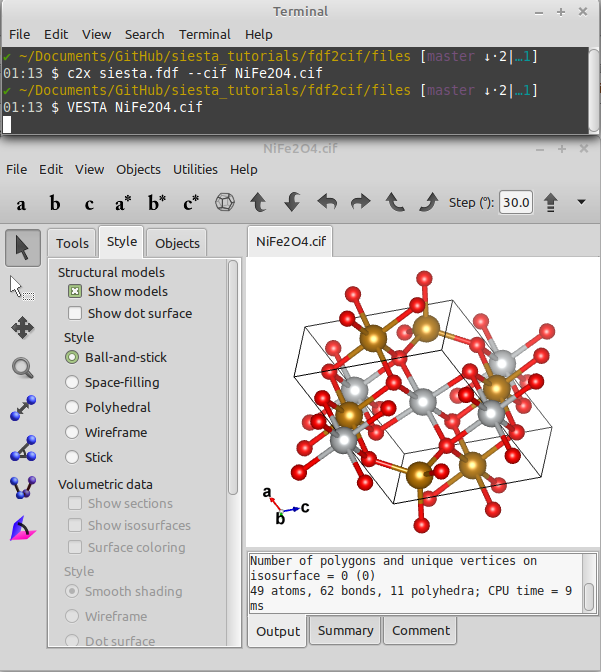 Terminal
File Edit View Search Terminal Help
✔ ~/Documents/GitHub/siesta_tutorials/fdf2cif/files [master ↓·2|…1]
01:13 $ c2x siesta.fdf --cif NiFe2O4.cif
✔ ~/Documents/GitHub/siesta_tutorials/fdf2cif/files [master ↓·2|…1]
01:13 $ VESTA NiFe2O4.cif
NiFe2O4.cif
File Edit View Objects Utilities Help
a b c a* b* c* Step (°): 30.0
Tools Style Objects
NiFe2O4.cif
Structural models
Show models
Show dot surface
Style
Ball-and-stick
Space-filling
Polyhedral
Wireframe
Stick
Volumetric data
Show sections
Show isosurfaces
Surface coloring
Style
Smooth shading
Wireframe
Dot surface
a
b
c
Number of polygons and unique vertices on
isosurface = 0 (0)
49 atoms, 62 bonds, 11 polyhedra; CPU time = 9
ms
Output Summary Comment